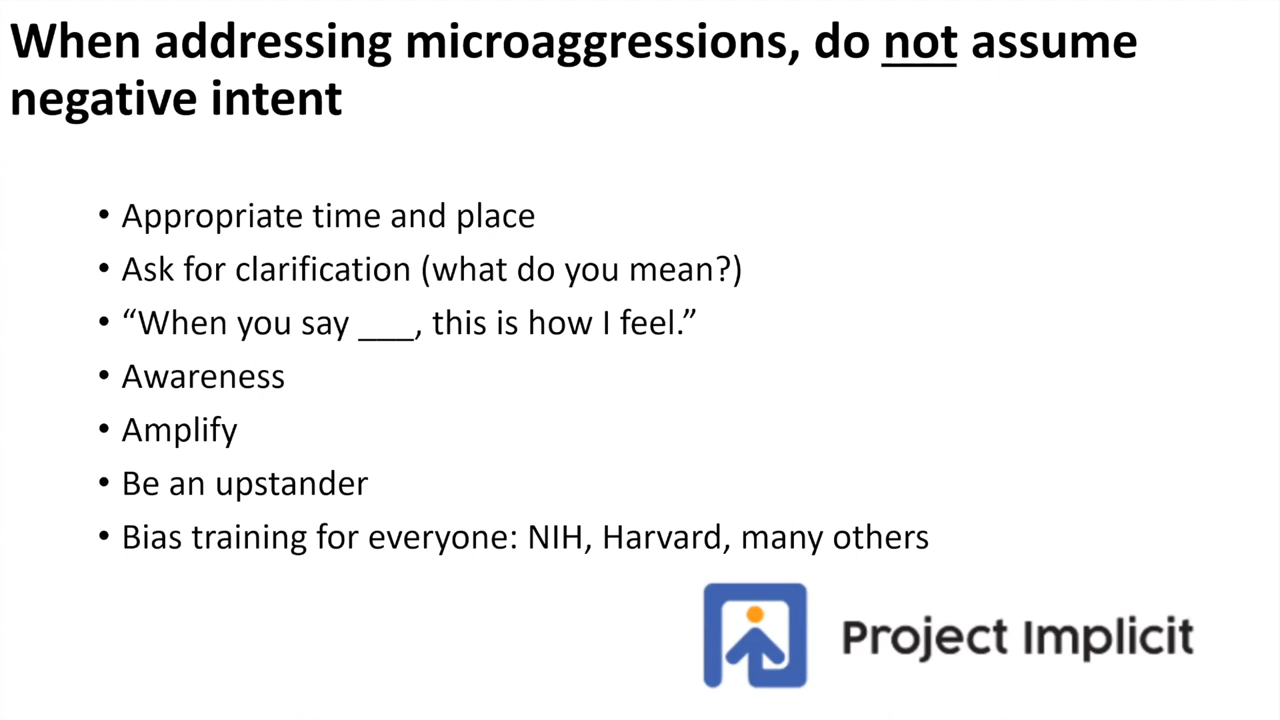 When addressing microaggressions, do not assume
negative intent
• Appropriate time and place
• Ask for clarification (what do you mean?)
• “When you say ___, this is how I feel.”
• Awareness
• Amplify
• Be an upstander
• Bias training for everyone: NIH, Harvard, many others
Project Implicit